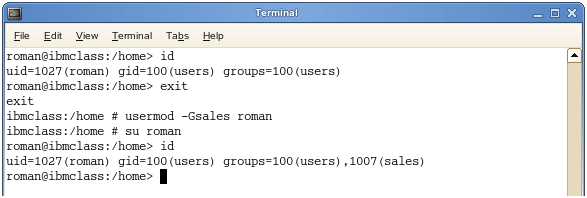 Terminal
File Edit View Terminal Tabs Help
roman@ibmclass:/home> id
uid=1027(roman) gid=100(users) groups=100(users)
roman@ibmclass:/home> exit
exit
ibmclass:/home # usermod -Gsales roman
ibmclass:/home # su roman
ibmclass:/home> id
uid=1027(roman) gid=100(users) groups=100(users),1007(sales)
roman@ibmclass:/home>